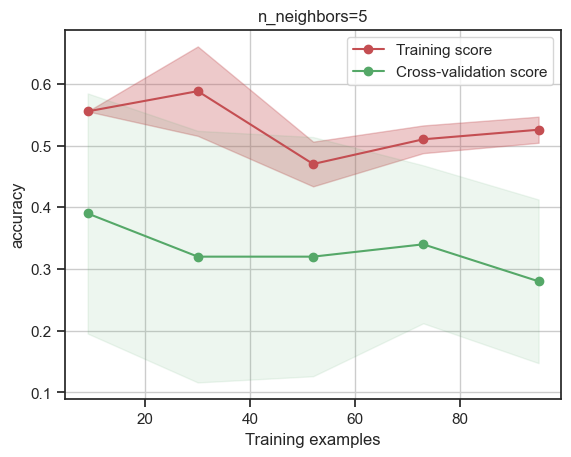 n_neighbors=5
Training score
Cross-validation score
0.6
0.5
0.4
0.3
0.2
0.1
accuracy
20
40
60
80
Training examples